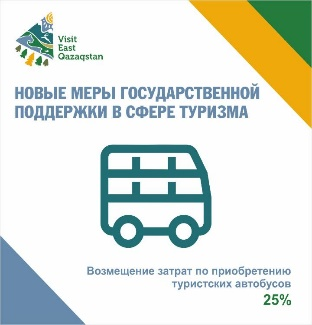 Visit
East
Qazaqstan
НОВЫЕ МЕРЫ ГОСУДАРСТВЕННОЙ
ПОДДЕРЖКИ В СФЕРЕ ТУРИЗМА
Возмещение затрат по приобретению
туристских автобусов
25%